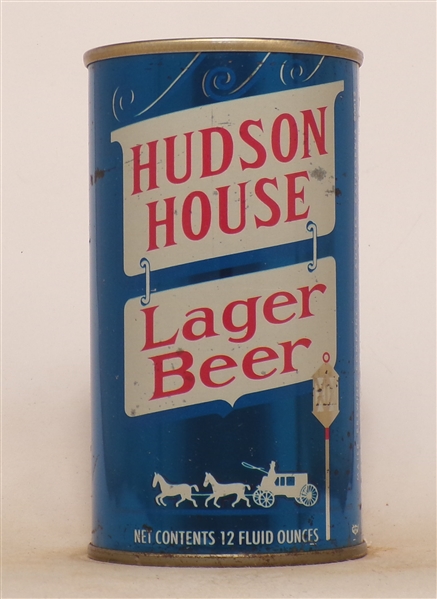 HUDSON
HOUSE
Lager
Beer
NET CONTENTS 12 FLUID OUNCES